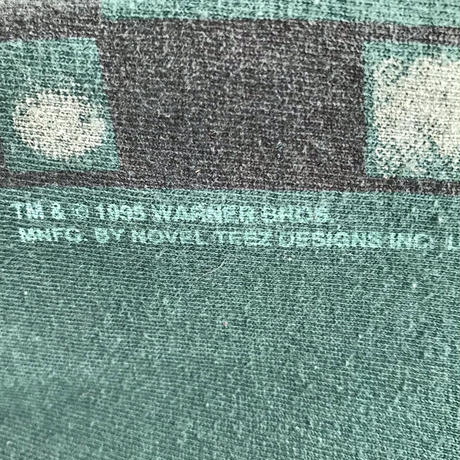 TM & © 1995 WARNER BROS.
MNFG. BY NOVEL TEEZ DESIGNS INC. L